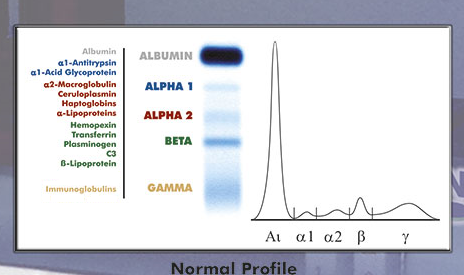 Albumin
α1-Antitrypsin
α1-Acid Glycoprotein
α2-Macroglobulin
Ceruloplasmin
Haptoglobins
α-Lipoproteins
Hemopexin
Transferrin
Plasminogen
C3
ß-Lipoprotein
Immunoglobulins
ALBUMIN
ALPHA 1
ALPHA 2
BETA
GAMMA
Aι α1 α2 β γ
Normal Profile